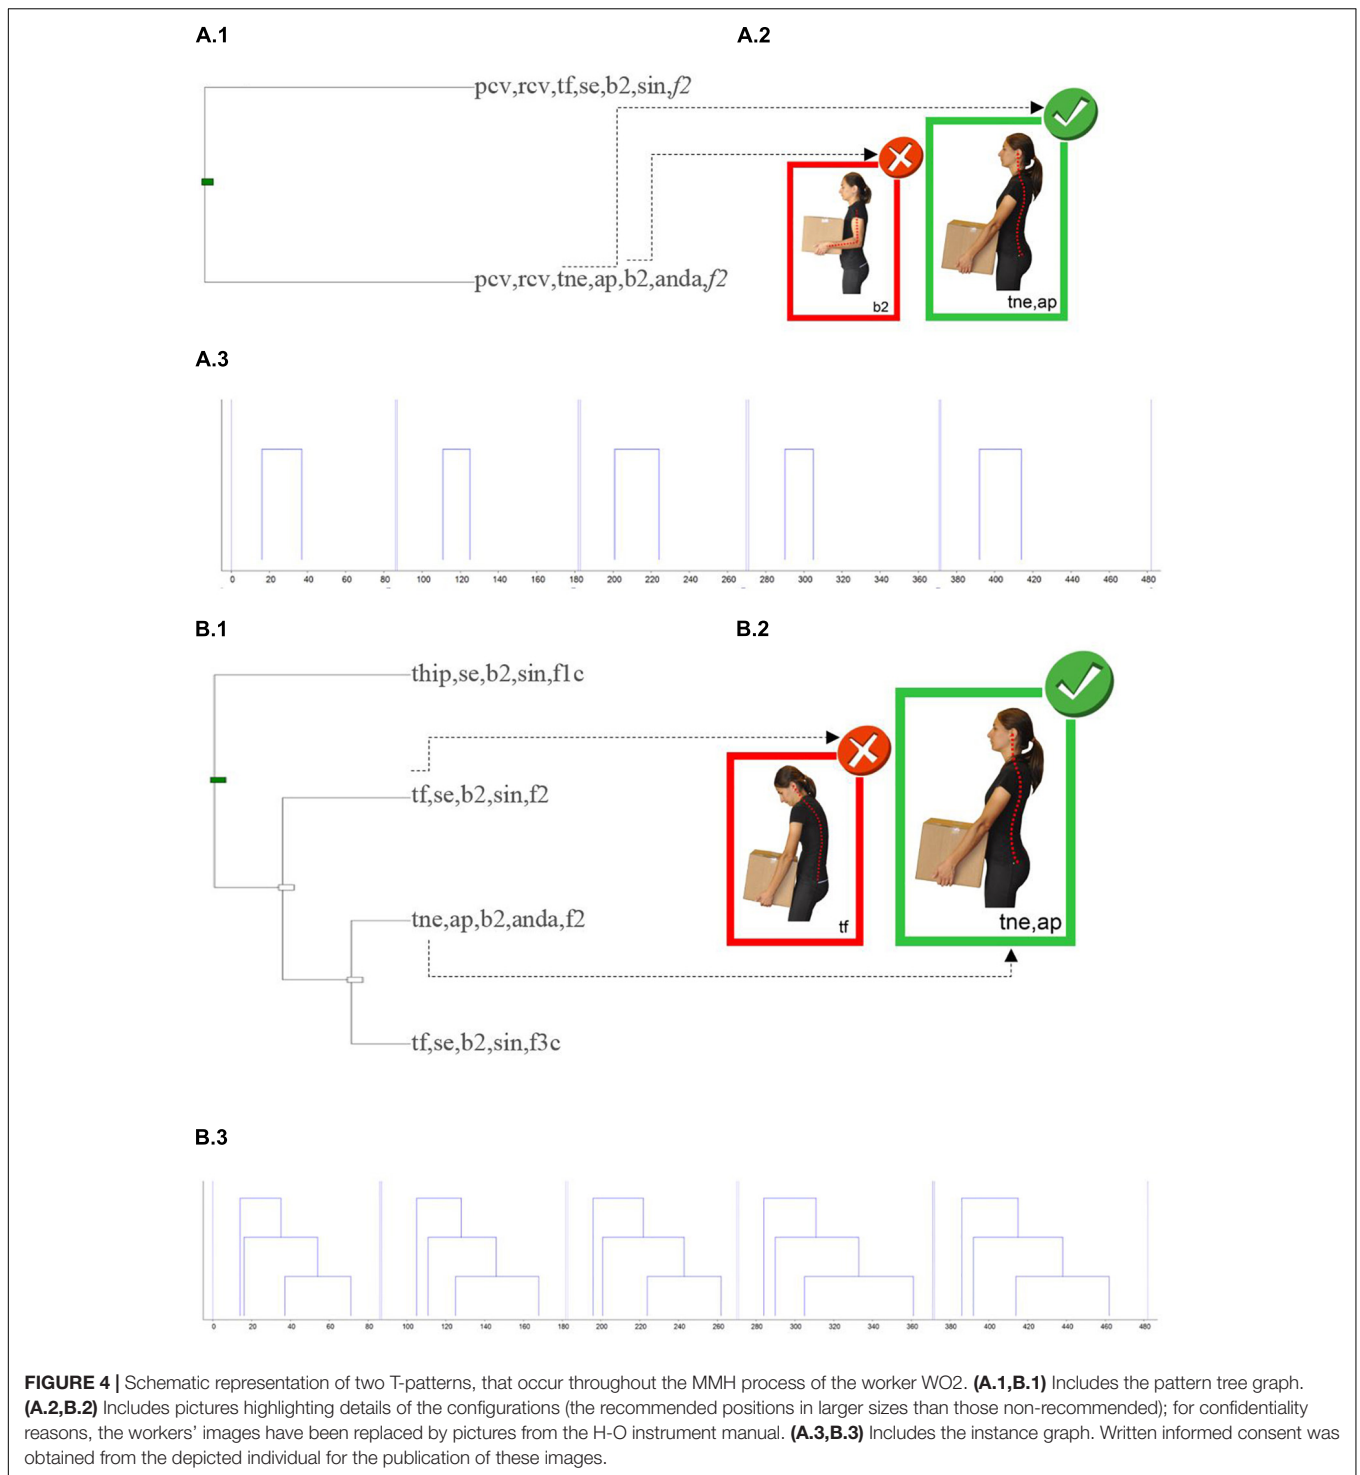 A.1
A.2
pcv,rcv,tf,se,b2,sin,f2
pcv,rcv,tne,ap,b2,anda,f2
b2
tne,ap
A.3
0 20 40 60 80 100 120 140 160 180 200 220 240 260 280 300 320 340 360 380 400 420 440 460 480
B.1
B.2
thip,se,b2,sin,f1c
tf,se,b2,sin,f2
tne,ap,b2,anda,f2
tf,se,b2,sin,f3c
tf
tne,ap
B.3
0 20 40 60 80 100 120 140 160 180 200 220 240 260 280 300 320 340 360 380 400 420 440 460 480
FIGURE 4 | Schematic representation of two T-patterns, that occur throughout the MMH process of the worker WO2. (A.1,B.1) Includes the pattern tree graph.
(A.2,B.2) Includes pictures highlighting details of the configurations (the recommended positions in larger sizes than those non-recommended); for confidentiality
reasons, the workers' images have been replaced by pictures from the H-O instrument manual. (A.3,B.3) Includes the instance graph. Written informed consent was
obtained from the depicted individual for the publication of these images.